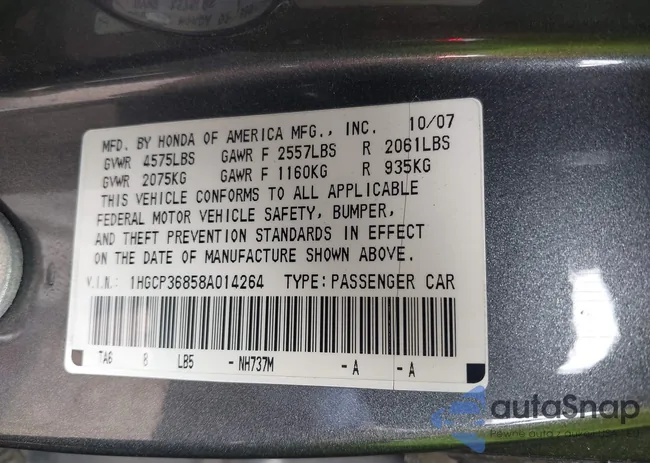 MFD. BY HONDA OF AMERICA MFG., INC. 10/07
GVWR 4575LBS GAWR F 2557LBS R 2061LBS
GVWR 2075KG GAWR F 1160KG R 935KG
THIS VEHICLE CONFORMS TO ALL APPLICABLE
FEDERAL MOTOR VEHICLE SAFETY, BUMPER,
AND THEFT PREVENTION STANDARDS IN EFFECT
ON THE DATE OF MANUFACTURE SHOWN ABOVE.
V.I.N.: 1HGCP36858A014264 TYPE: PASSENGER CAR
TA6 8 LB5 -NH737M -A -A
autoSnap
Pewne auta z